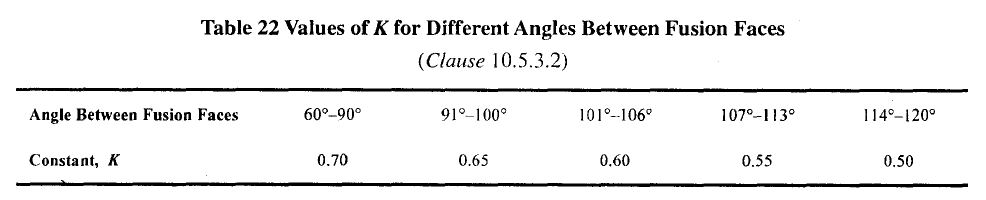 Table 22 Values of K for Different Angles Between Fusion Faces
(Clause 10.5.3.2)
Angle Between Fusion Faces 60°–90° 91°–100° 101°–106° 107°–113° 114°–120°
Constant, K 0.70 0.65 0.60 0.55 0.50